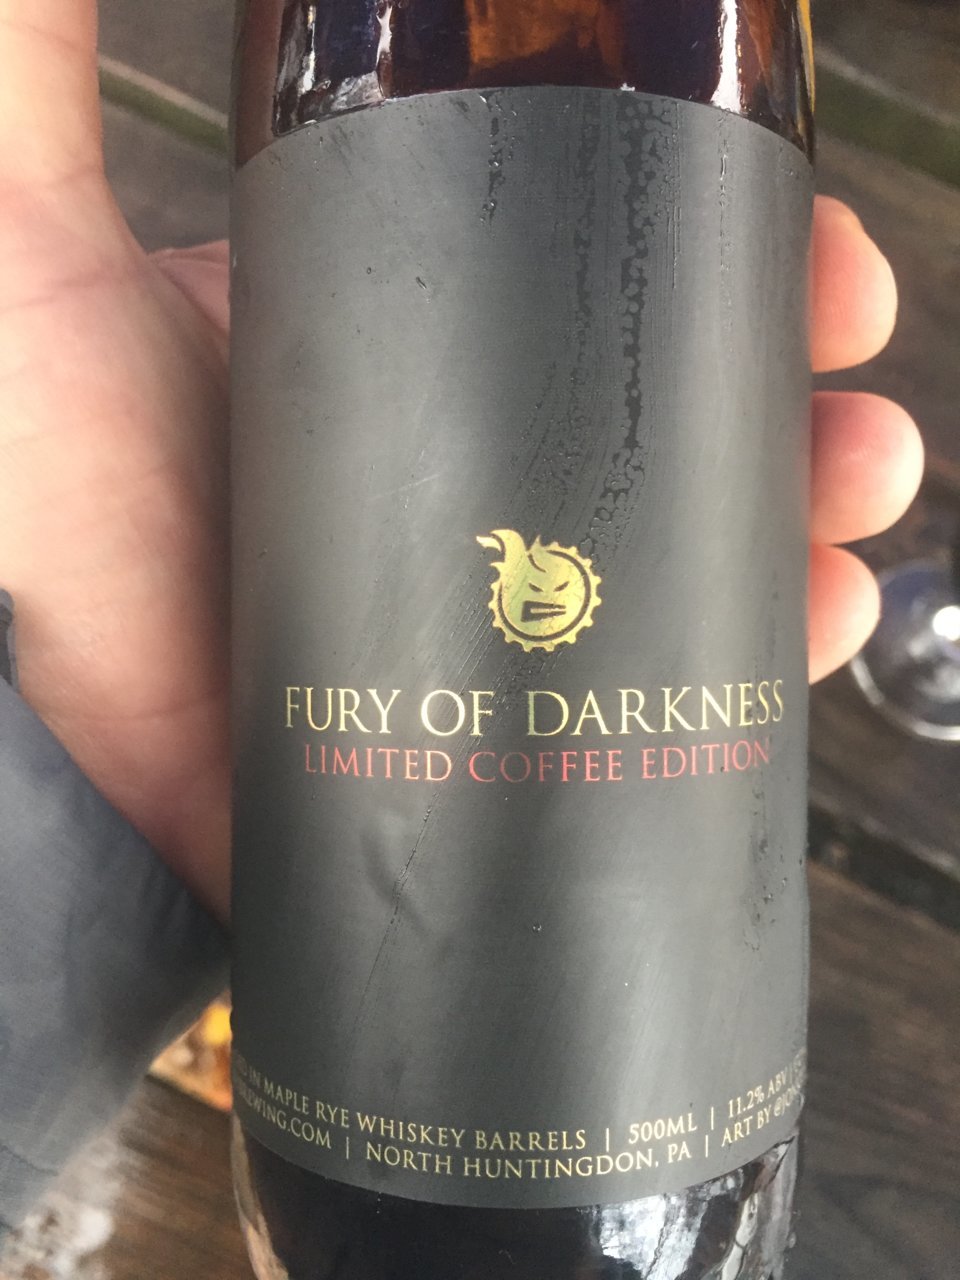 FURY OF DARKNESS
LIMITED COFFEE EDITION
IN MAPLE RYE WHISKEY BARRELS | 500ML | 11.2% ABV |
NORTH HUNTINGDON, PA | ART BY